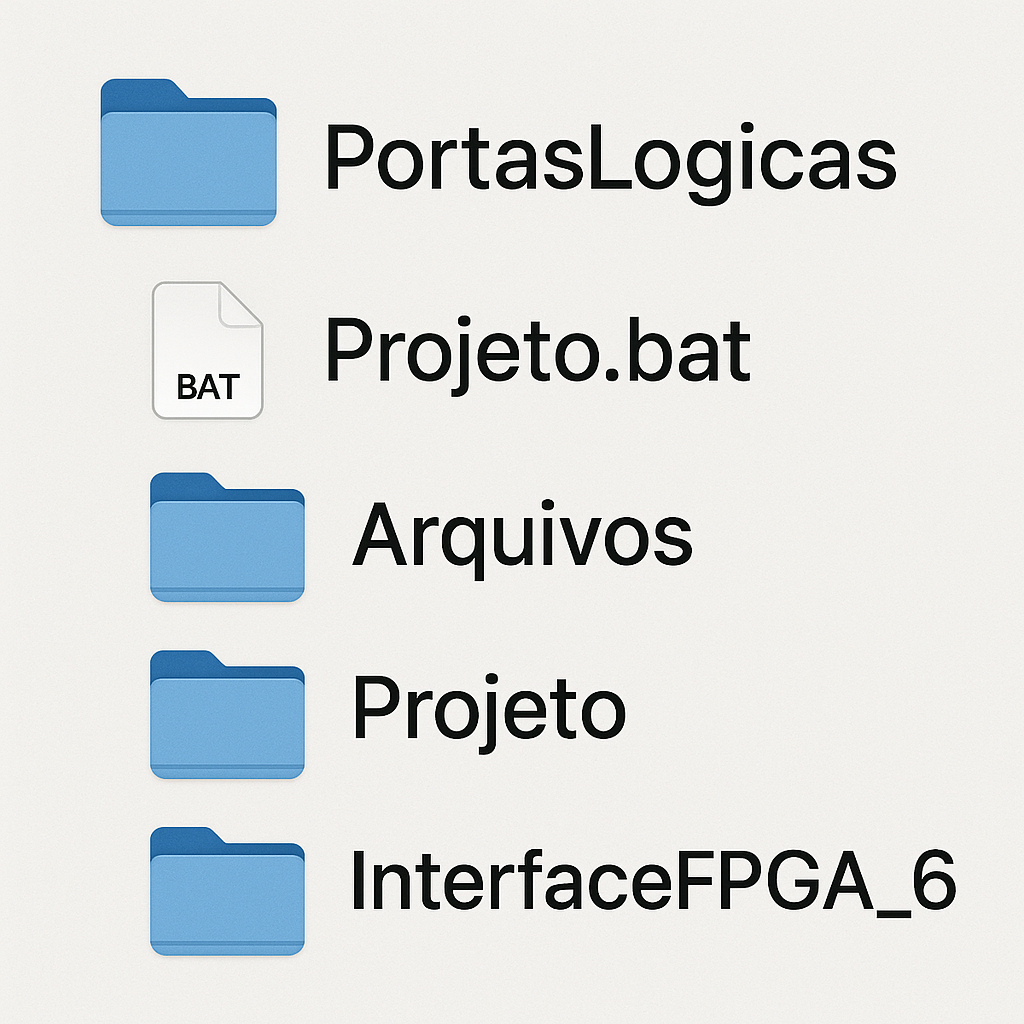 PortasLogicas
BAT
Projeto.bat
Arquivos
Projeto
InterfaceFPGA_6